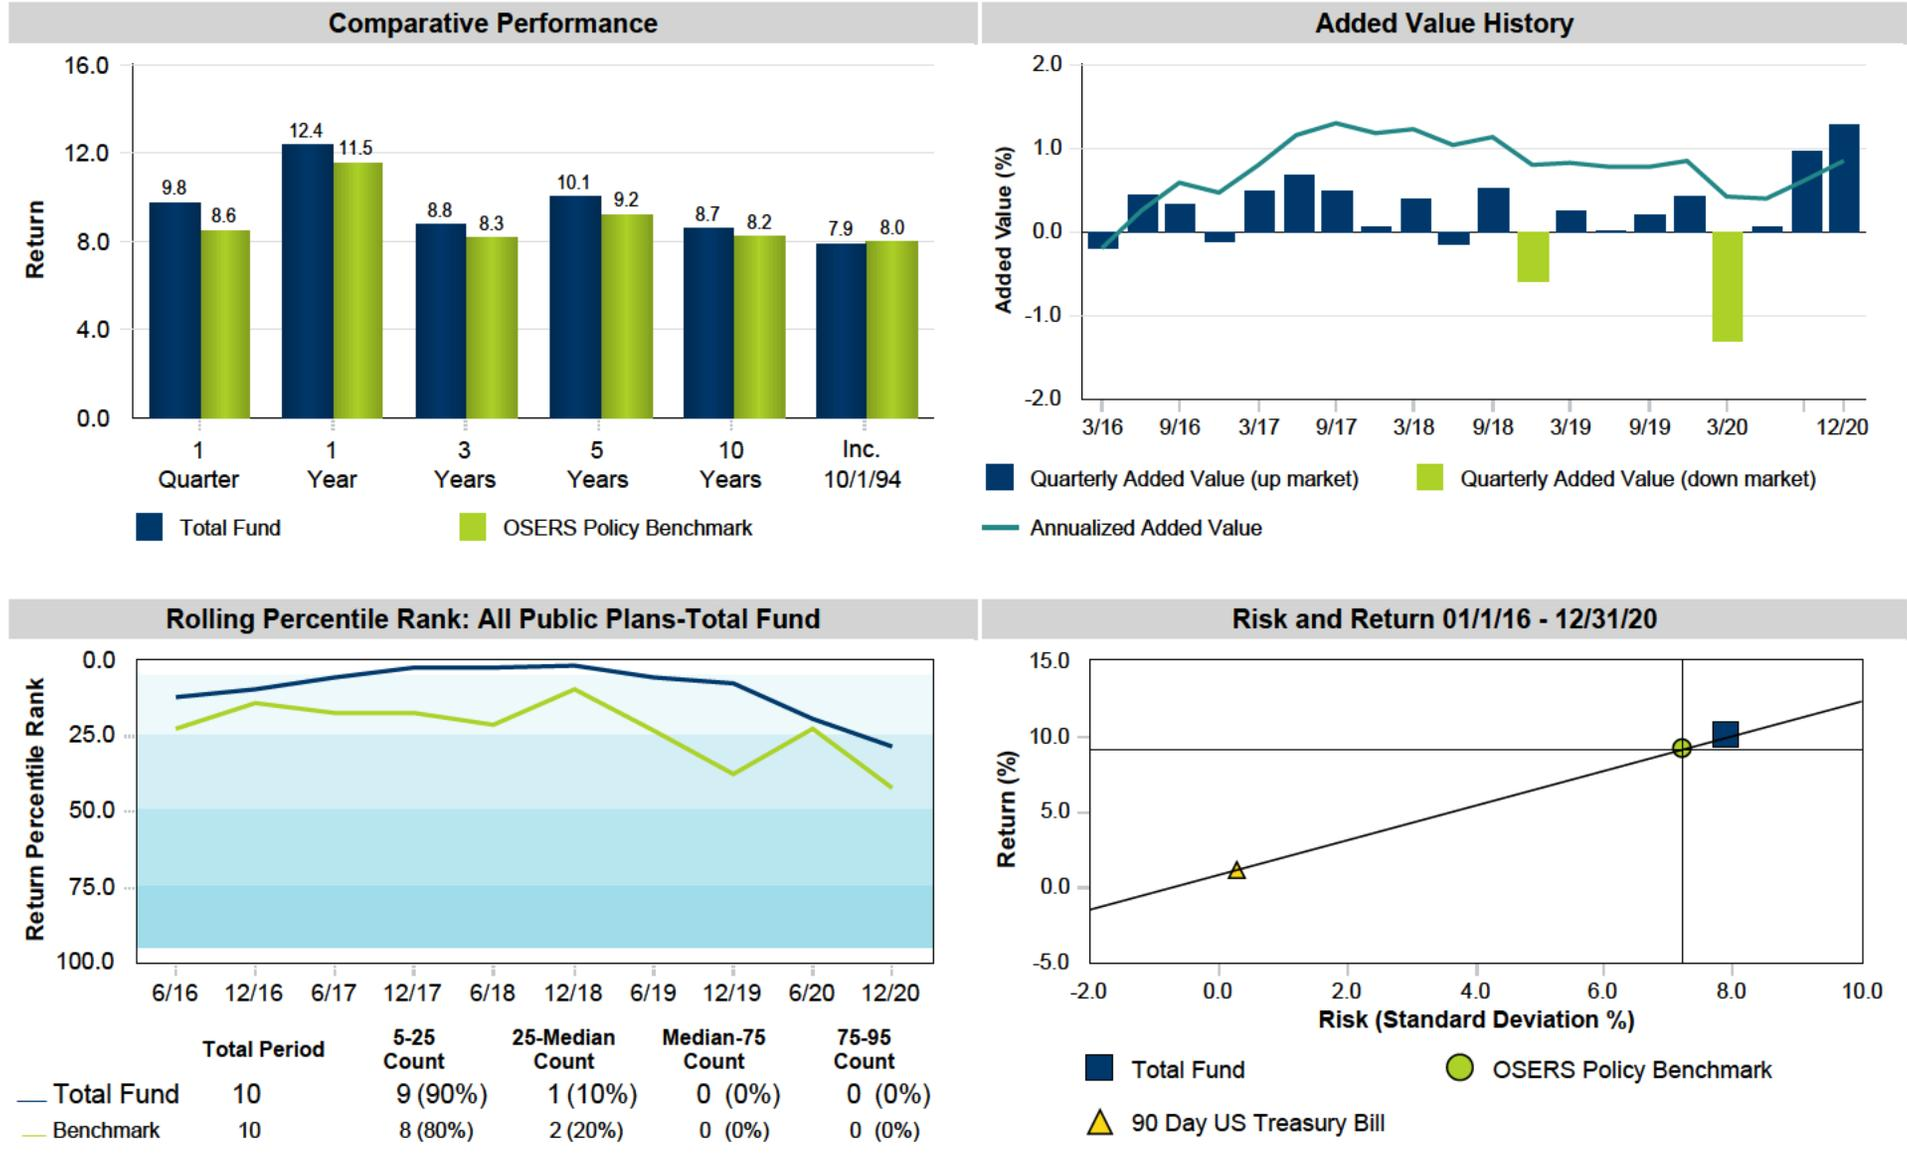 Comparative Performance
16.0
12.0
8.0
4.0
0.0
Return
9.8
8.6
12.4
11.5
8.8
8.3
10.1
9.2
8.7
8.2
7.9
8.0
1
Quarter
1
Year
3
Years
5
Years
10
Years
Inc.
10/1/94
Total Fund
OSERS Policy Benchmark
Added Value History
2.0
1.0
0.0
-1.0
-2.0
Added Value (%)
3/16 9/16 3/17 9/17 3/18 9/18 3/19 9/19 3/20 12/20
Quarterly Added Value (up market)
Quarterly Added Value (down market)
Annualized Added Value
Rolling Percentile Rank: All Public Plans-Total Fund
0.0
25.0
50.0
75.0
100.0
Return Percentile Rank
6/16 12/16 6/17 12/17 6/18 12/18 6/19 12/19 6/20 12/20
Total Period
5-25
Count
25-Median
Count
Median-75
Count
75-95
Count
Total Fund 10 9 (90%) 1 (10%) 0 (0%) 0 (0%)
Benchmark 10 8 (80%) 2 (20%) 0 (0%) 0 (0%)
Risk and Return 01/1/16 - 12/31/20
15.0
10.0
5.0
0.0
-5.0
Return (%)
-2.0 0.0 2.0 4.0 6.0 8.0 10.0
Risk (Standard Deviation %)
Total Fund
OSERS Policy Benchmark
90 Day US Treasury Bill